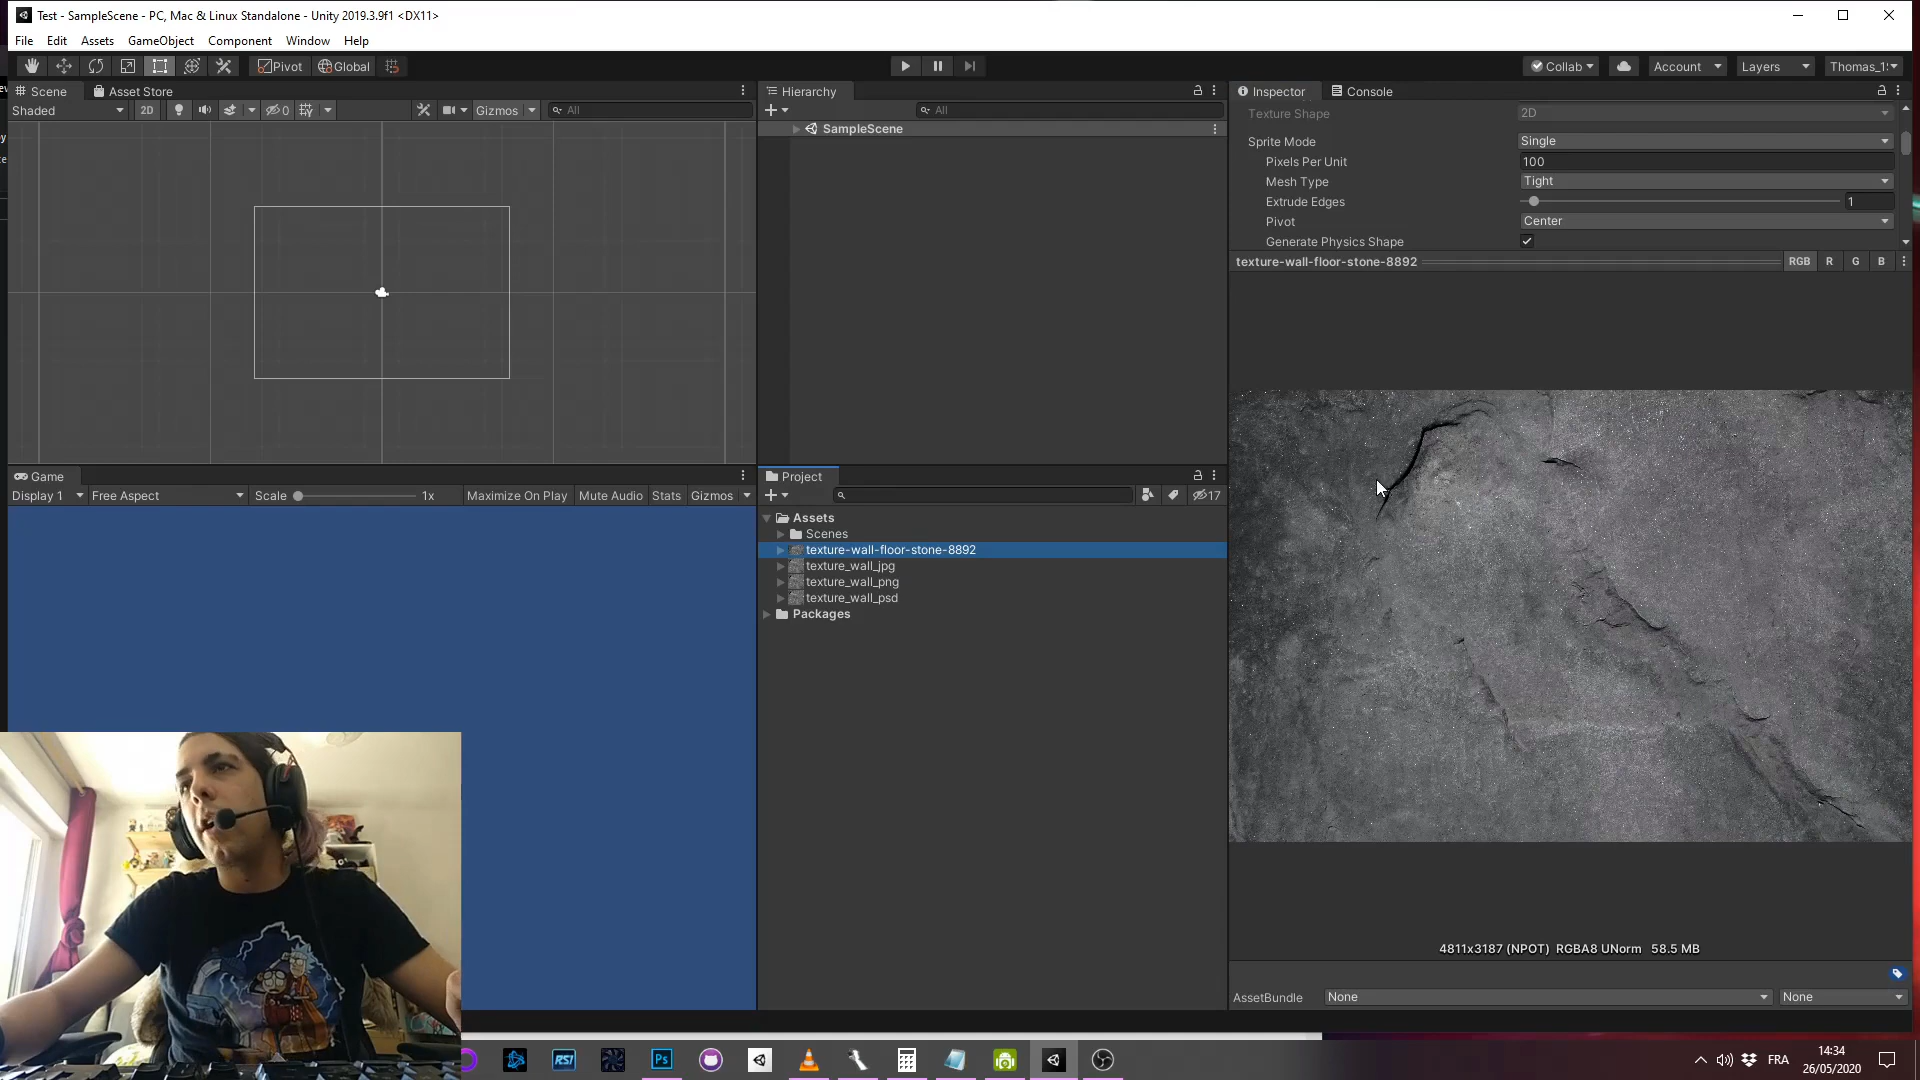 Test - SampleScene - PC, Mac & Linux Standalone - Unity 2019.3.9f1 <DX11>
File Edit Assets GameObject Component Window Help
Pivot Global
Collab Account Layers
Scene Asset Store
Shaded 2D 0 Gizmos All
Hierarchy
All
SampleScene
Inspector Console
Texture Shape 2D
Sprite Mode Single
Pixels Per Unit 100
Mesh Type Tight
Extrude Edges 1
Pivot Center
Generate Physics Shape
texture-wall-floor-stone-8892 RGB R G B
Game
Display 1 Free Aspect Scale 1x Maximize On Play Mute Audio Stats Gizmos
Project
17
Assets
Scenes
texture-wall-floor-stone-8892
texture_wall_jpg
texture_wall_png
texture_wall_psd
Packages
4811x3187 (NPOT) RGBA8 UNorm 58.5 MB
AssetBundle None None
RSI Ps
FRA
14:34
26/05/2020